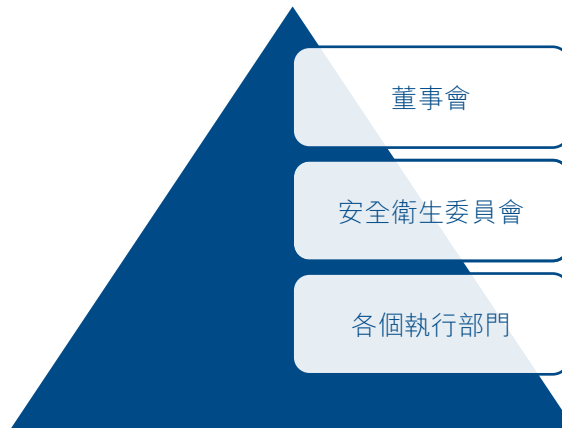 董事會
安全衛生委員會
各個執行部門